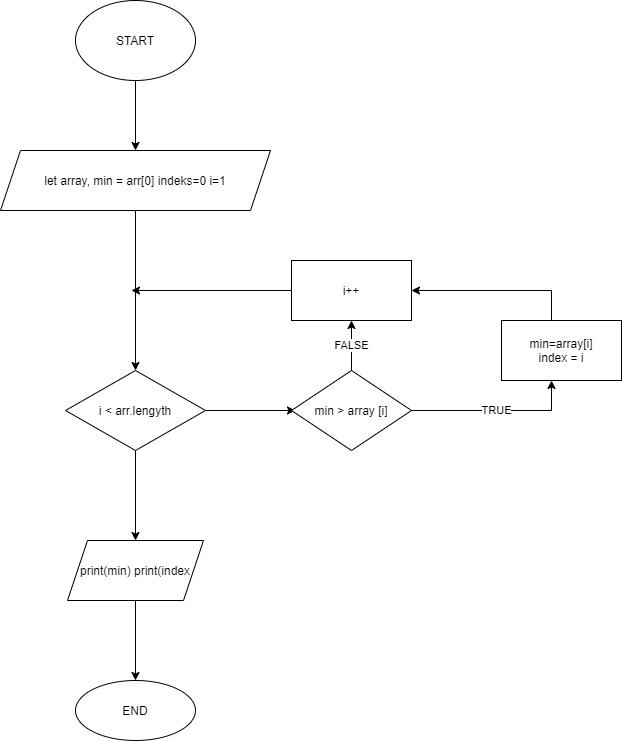 START
let array, min = arr[0] indeks=0 i=1
i++
min=array[i]
index = i
FALSE
i < arr.lengyth
min > array [i]
TRUE
print(min) print(index
END